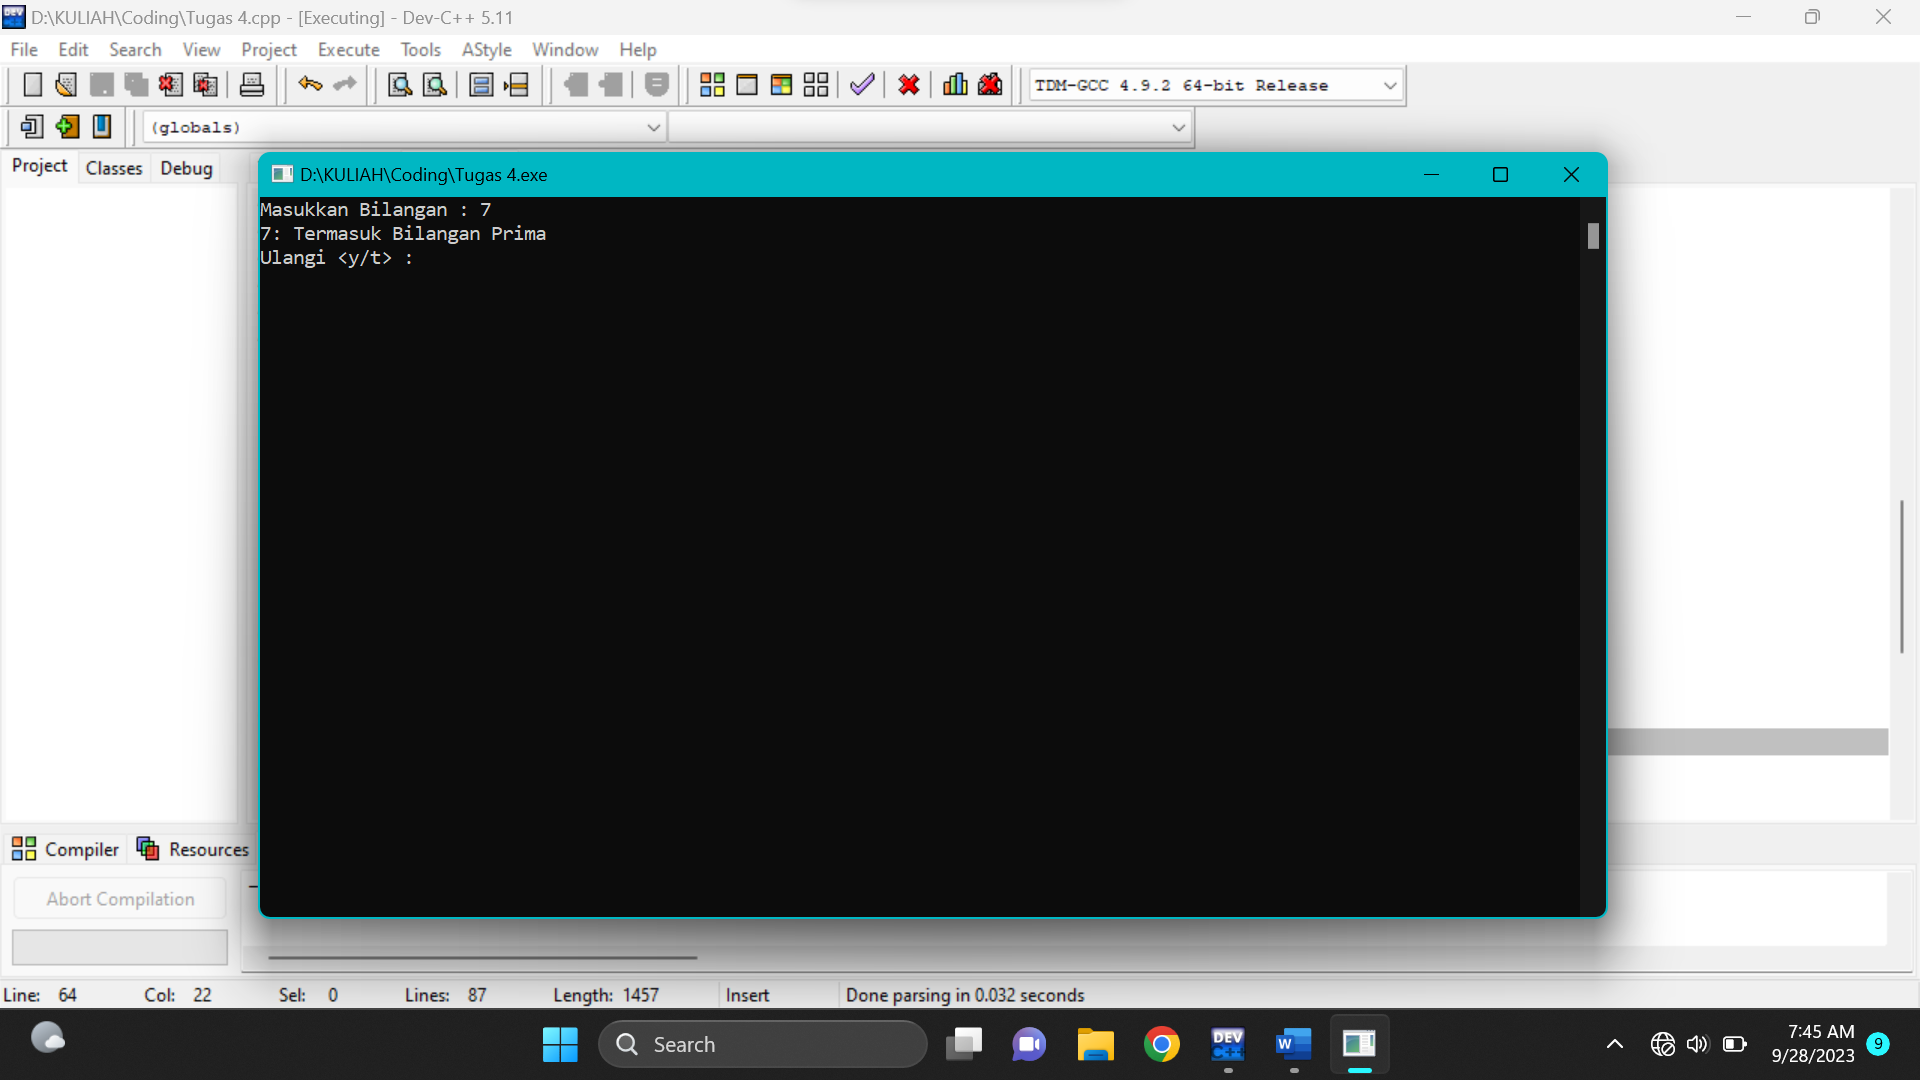 D:\KULIAH\Coding\Tugas 4.cpp - [Executing] - Dev-C++ 5.11
File Edit Search View Project Execute Tools AStyle Window Help
TDM-GCC 4.9.2 64-bit Release
(globals)
Project Classes Debug
D:\KULIAH\Coding\Tugas 4.exe
Masukkan Bilangan : 7
7: Termasuk Bilangan Prima
Ulangi <y/t> :
Compiler Resources
Abort Compilation
Line: 64 Col: 22 Sel: 0 Lines: 87 Length: 1457 Insert Done parsing in 0.032 seconds
Search
DEV
C++
W
7:45 AM
9/28/2023
9